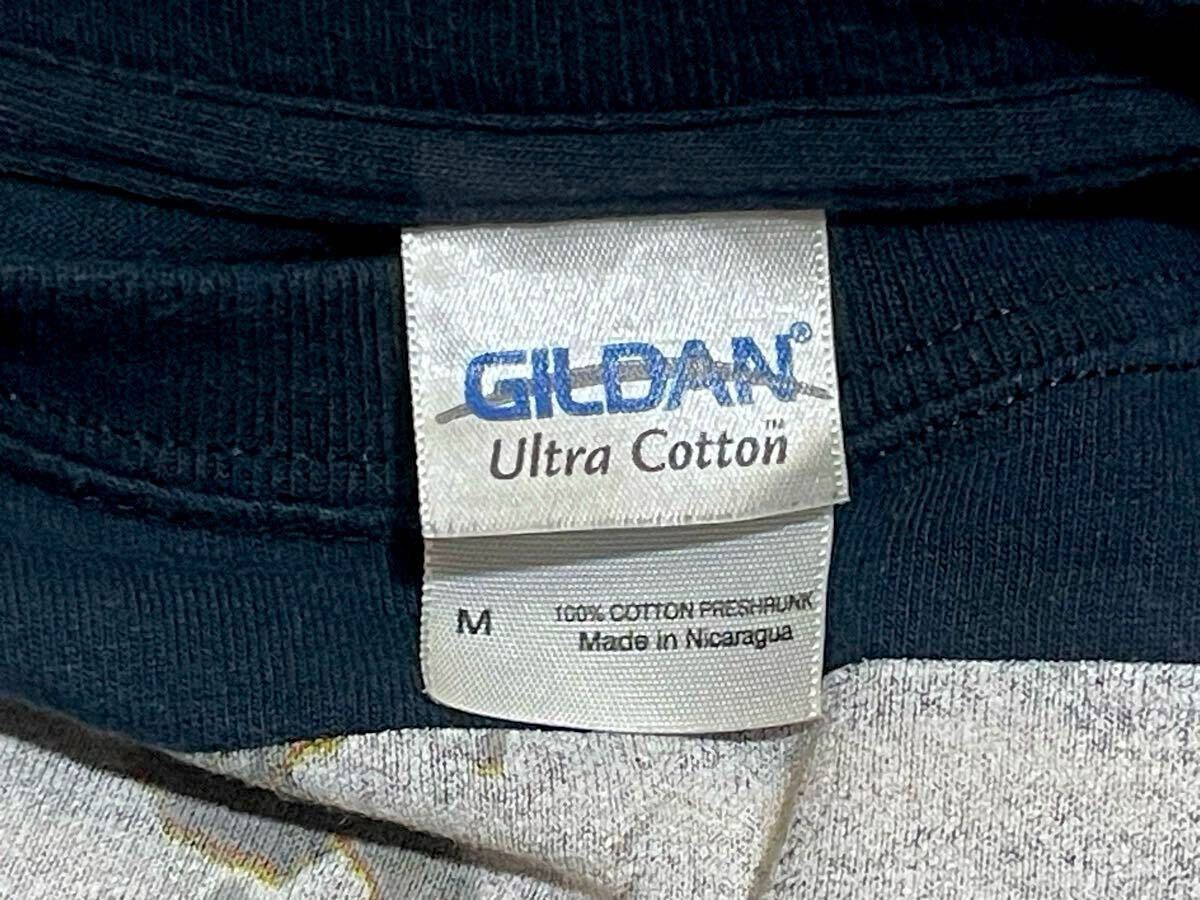 GILDAN®
Ultra Cotton™
M 100% COTTON PRESHRUNK
Made in Nicaragua